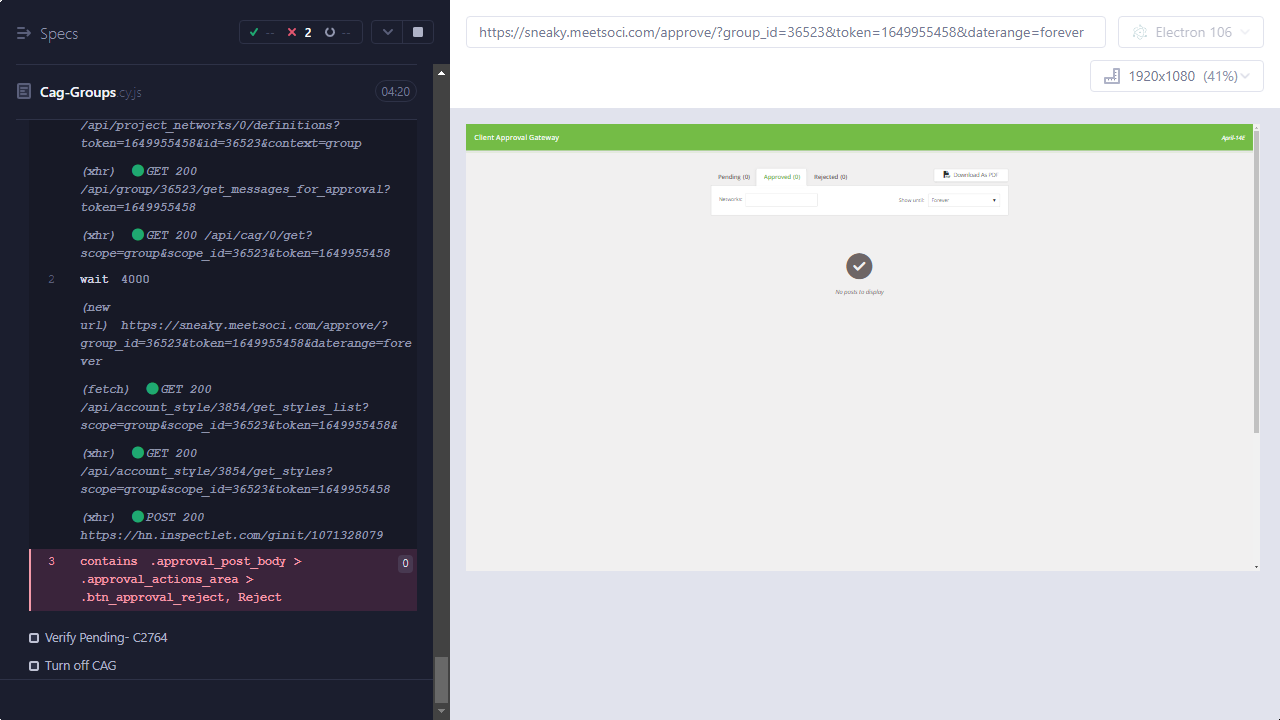 Specs
-- 2 --
Cag-Groups.cy.js
04:20
/api/project_networks/0/definitions?
token=1649955458&id=36523&context=group
(xhr) GET 200
/api/group/36523/get_messages_for_approval?
token=1649955458
(xhr) GET 200 /api/cag/0/get?
scope=group&scope_id=36523&token=1649955458
2 wait 4000
(new
url) https://sneaky.meetsoci.com/approve/?
group_id=36523&token=1649955458&daterange=fore
ver
(fetch) GET 200
/api/account_style/3854/get_styles_list?
scope=group&scope_id=36523&token=1649955458&
(xhr) GET 200
/api/account_style/3854/get_styles?
scope=group&scope_id=36523&token=1649955458
(xhr) POST 200
https://hn.inspectlet.com/ginit/1071328079
3 contains .approval_post_body > 0
.approval_actions_area >
.btn_approval_reject, Reject
Verify Pending- C2764
Turn off CAG
https://sneaky.meetsoci.com/approve/?group_id=36523&token=1649955458&daterange=forever
Electron 106
1920x1080 (41%)
Client Approval Gateway
April-14E
Pending (0) Approved (0) Rejected (0)
Download As PDF
Networks:
Show until: Forever
No posts to display